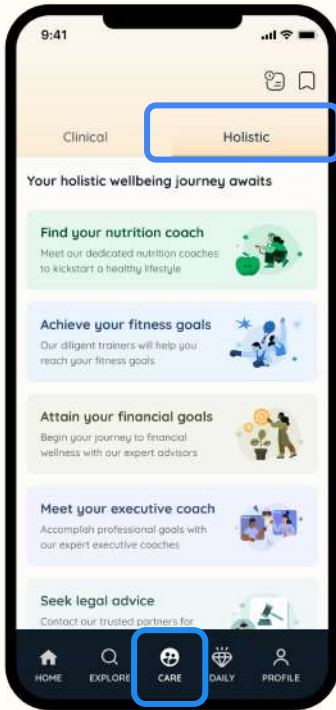 9:41
Clinical
Holistic
Your holistic wellbeing journey awaits
Find your nutrition coach
Meet our dedicated nutrition coaches
to kickstart a healthy lifestyle
Achieve your fitness goals
Our diligent trainers will help you
reach your fitness goals
Attain your financial goals
Begin your journey to financial
wellness with our expert advisors
Meet your executive coach
Accomplish professional goals with
our expert executive coaches
Seek legal advice
Contact our trusted partners for
HOME EXPLORE CARE DAILY PROFILE